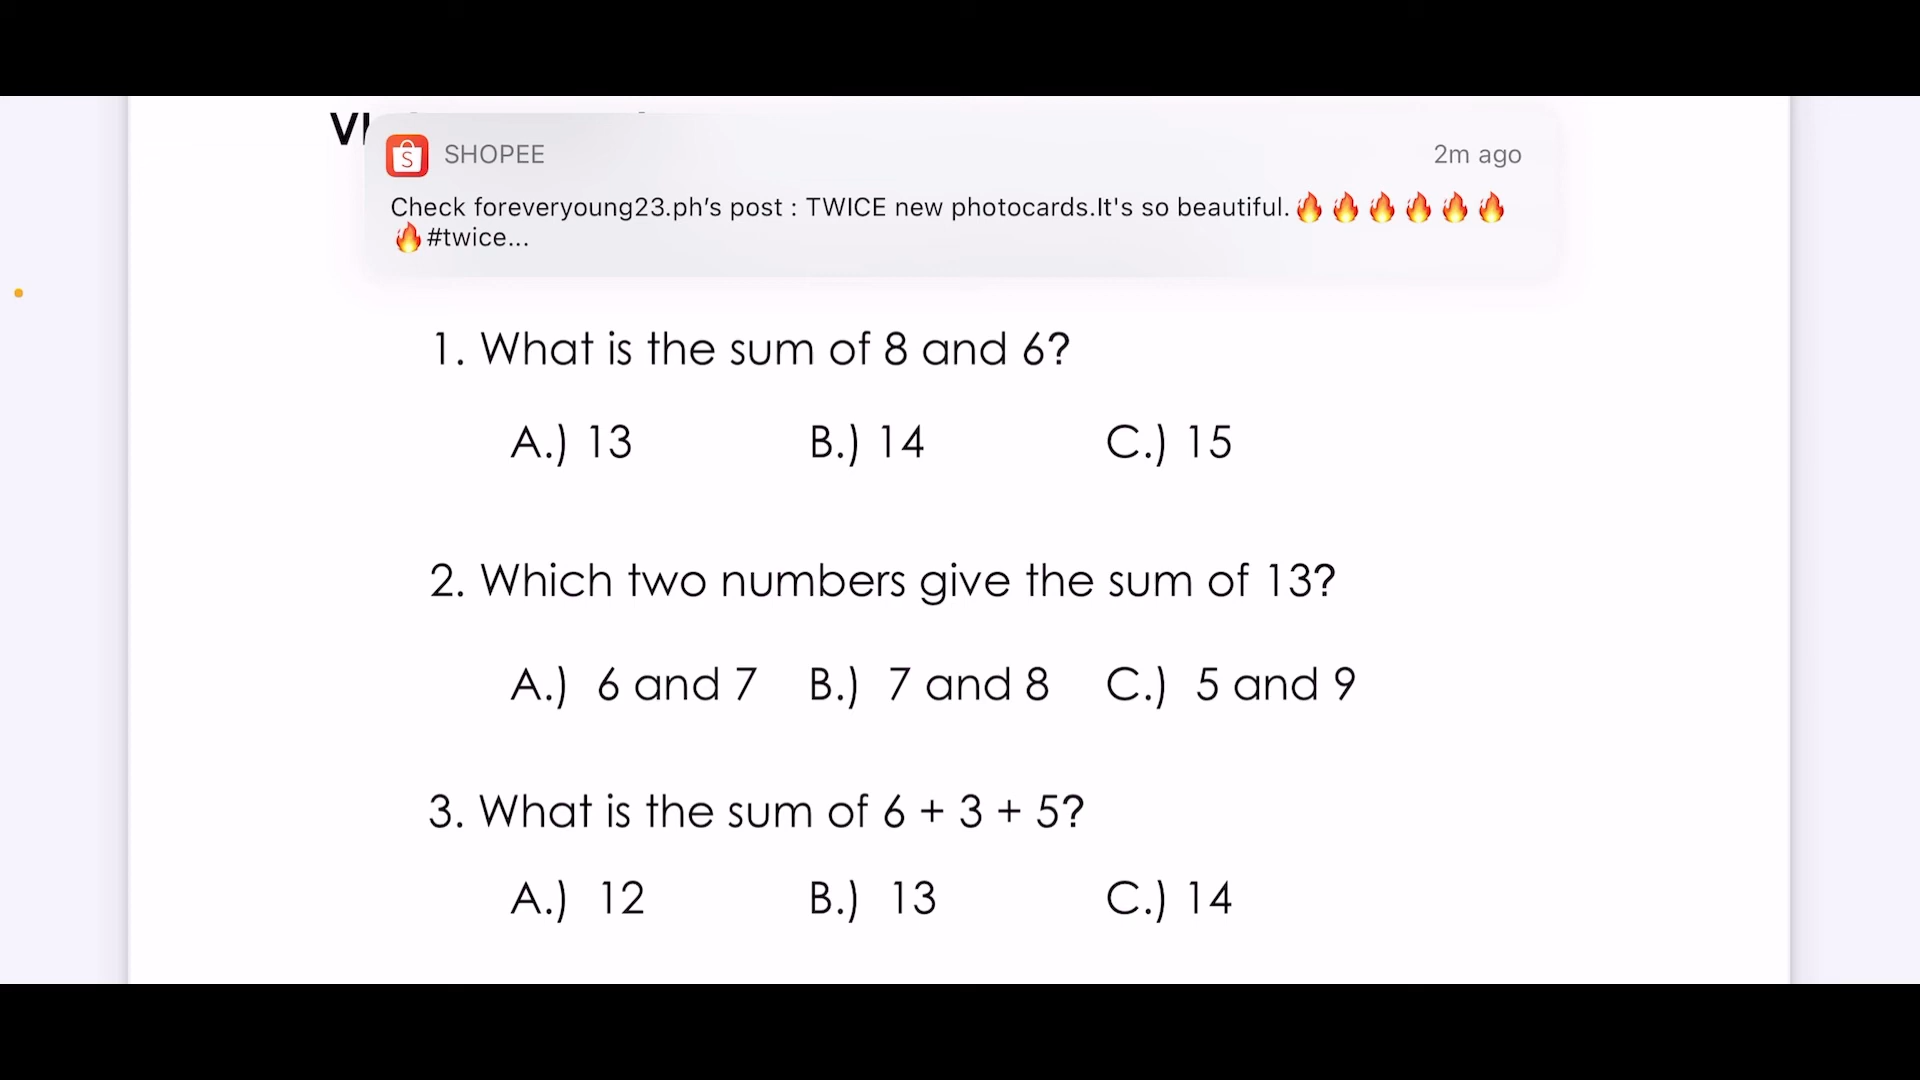 SHOPEE 2m ago
Check foreveryoung23.ph's post : TWICE new photocards.It's so beautiful.🔥🔥🔥🔥🔥🔥
🔥#twice...
1. What is the sum of 8 and 6?
A.) 13 B.) 14 C.) 15
2. Which two numbers give the sum of 13?
A.) 6 and 7 B.) 7 and 8 C.) 5 and 9
3. What is the sum of 6 + 3 + 5?
A.) 12 B.) 13 C.) 14